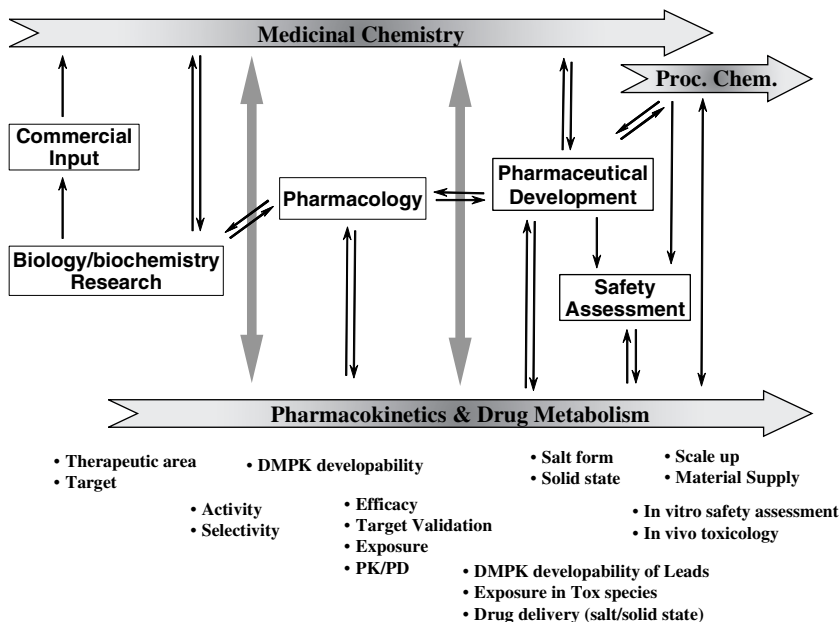 Medicinal Chemistry
Proc. Chem.
Commercial
Input
Pharmacology
Pharmaceutical
Development
Biology/biochemistry
Research
Safety
Assessment
Pharmacokinetics & Drug Metabolism
• Therapeutic area
• Target
• DMPK developability
• Salt form
• Solid state
• Scale up
• Material Supply
• Activity
• Selectivity
• Efficacy
• Target Validation
• Exposure
• PK/PD
• In vitro safety assessment
• In vivo toxicology
• DMPK developability of Leads
• Exposure in Tox species
• Drug delivery (salt/solid state)